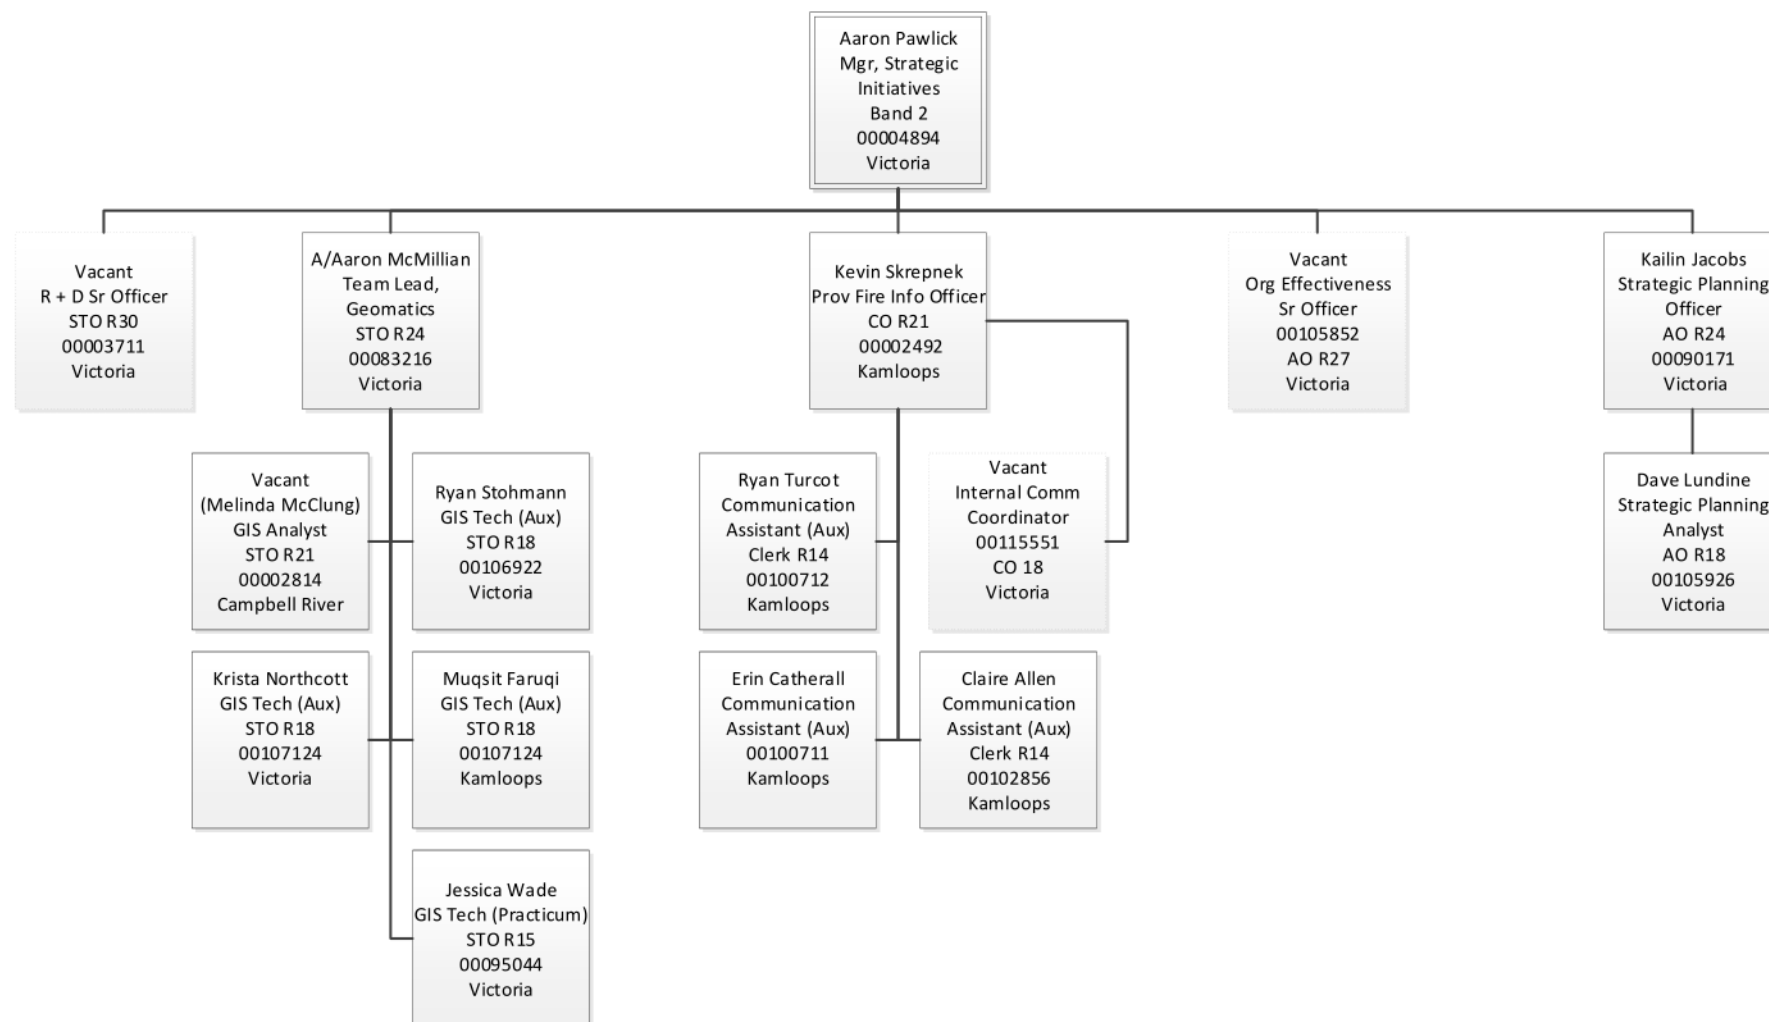 Aaron Pawlick
Mgr, Strategic
Initiatives
Band 2
00004894
Victoria
Vacant
R + D Sr Officer
STO R30
00003711
Victoria
A/Aaron McMillian
Team Lead,
Geomatics
STO R24
00083216
Victoria
Kevin Skrepnek
Prov Fire Info Officer
CO R21
00002492
Kamloops
Vacant
Org Effectiveness
Sr Officer
00105852
AO R27
Victoria
Kailin Jacobs
Strategic Planning
Officer
AO R24
00090171
Victoria
Vacant
(Melinda McClung)
GIS Analyst
STO R21
00002814
Campbell River
Ryan Stohmann
GIS Tech (Aux)
STO R18
00106922
Victoria
Ryan Turcot
Communication
Assistant (Aux)
Clerk R14
00100712
Kamloops
Vacant
Internal Comm
Coordinator
00115551
CO 18
Victoria
Dave Lundine
Strategic Planning
Analyst
AO R18
00105926
Victoria
Krista Northcott
GIS Tech (Aux)
STO R18
00107124
Victoria
Muqsit Faruqi
GIS Tech (Aux)
STO R18
00107124
Kamloops
Erin Catherall
Communication
Assistant (Aux)
00100711
Kamloops
Claire Allen
Communication
Assistant (Aux)
Clerk R14
00102856
Kamloops
Jessica Wade
GIS Tech (Practicum)
STO R15
00095044
Victoria